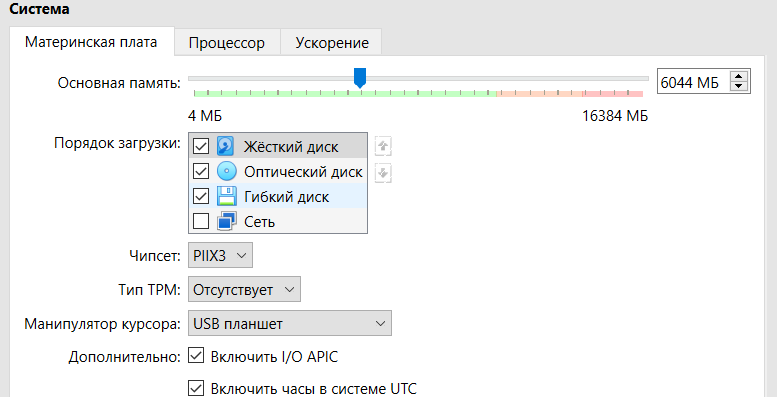 Система
Материнская плата
Процессор
Ускорение
Основная память:
6044 МБ
4 МБ
16384 МБ
Порядок загрузки:
Жёсткий диск
Оптический диск
Гибкий диск
Сеть
Чипсет:
PIIX3
Тип TPM:
Отсутствует
Манипулятор курсора:
USB планшет
Дополнительно:
Включить I/O APIC
Включить часы в системе UTC